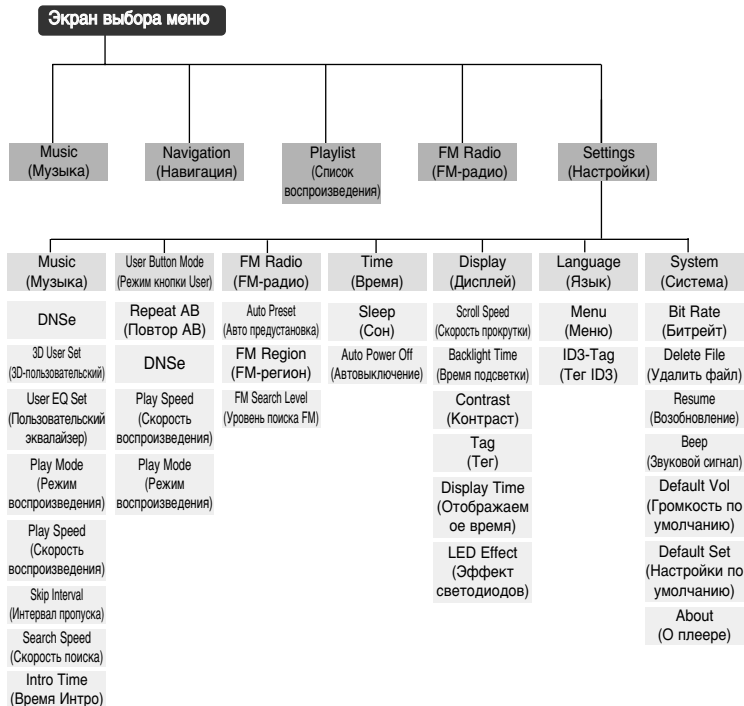 Экран выбора меню
Music
(Музыка)
Navigation
(Навигация)
Playlist
(Список
воспроизведения)
FM Radio
(FM-радио)
Settings
(Настройки)
Music
(Музыка)
DNSe
3D User Set
(3D-пользовательский)
User EQ Set
(Пользовательский
эквалайзер)
Play Mode
(Режим
воспроизведения)
Play Speed
(Скорость
воспроизведения)
Skip Interval
(Интервал пропуска)
Search Speed
(Скорость поиска)
Intro Time
(Время Интро)
User Button Mode
(Режим кнопки User)
Repeat AB
(Повтор AB)
DNSe
Play Speed
(Скорость
воспроизведения)
Play Mode
(Режим
воспроизведения)
FM Radio
(FM-радио)
Auto Preset
(Авто предустановка)
FM Region
(FM-регион)
FM Search Level
(Уровень поиска FM)
Time
(Время)
Sleep
(Сон)
Auto Power Off
(Автовыключение)
Display
(Дисплей)
Scroll Speed
(Скорость прокрутки)
Backlight Time
(Время подсветки)
Contrast
(Контраст)
Tag
(Тег)
Display Time
(Отображаем
ое время)
LED Effect
(Эффект
светодиодов)
Language
(Язык)
Menu
(Меню)
ID3-Tag
(Тег ID3)
System
(Система)
Bit Rate
(Битрейт)
Delete File
(Удалить файл)
Resume
(Возобновление)
Beep
(Звуковой сигнал)
Default Vol
(Громкость по
умолчанию)
Default Set
(Настройки по
умолчанию)
About
(О плеере)